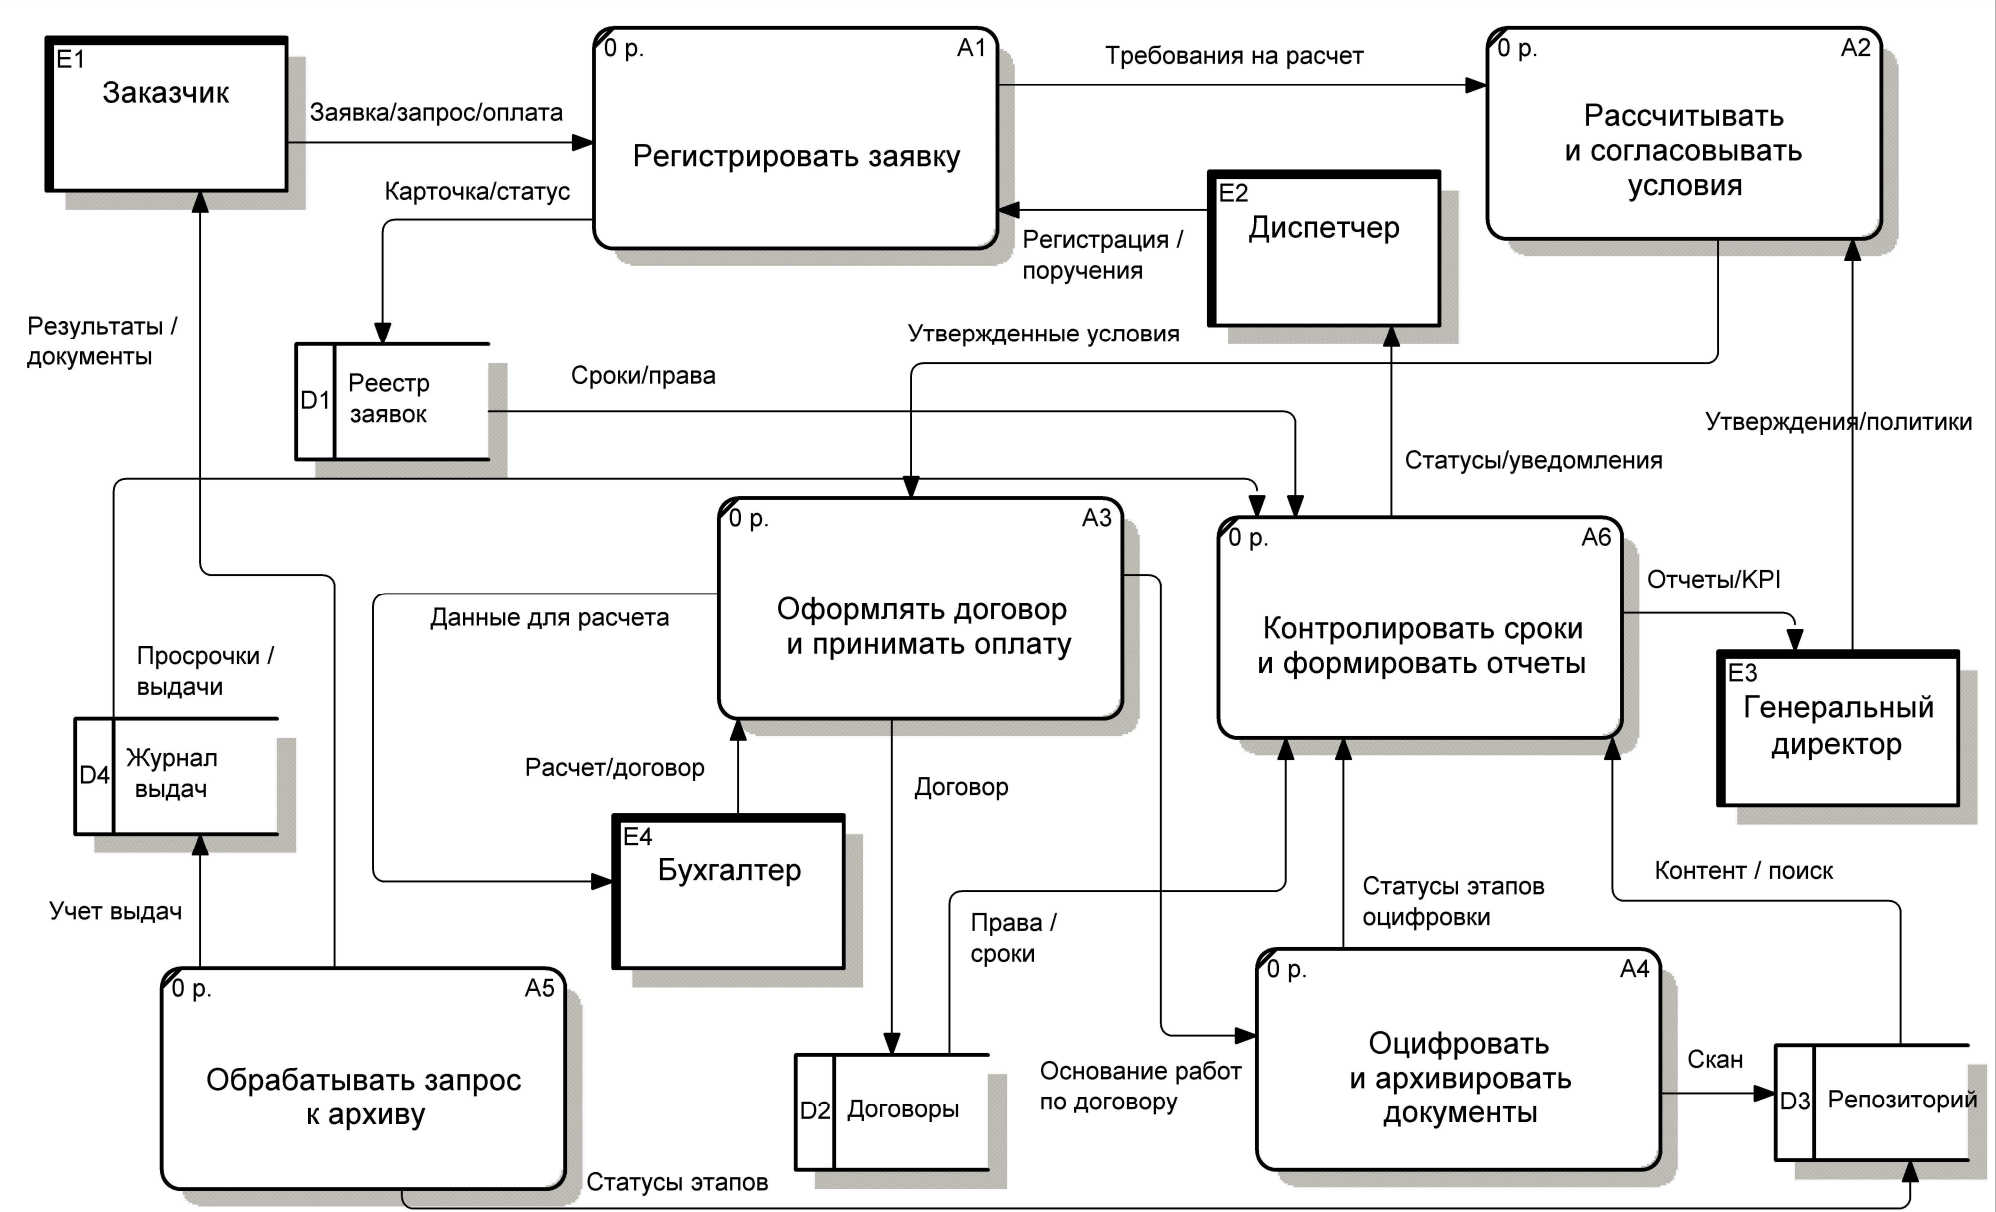 E1
Заказчик
Заявка/запрос/оплата
0 р.
A1
Регистрировать заявку
Требования на расчет
0 р.
A2
Рассчитывать
и согласовывать
условия
Карточка/статус
E2
Диспетчер
Регистрация /
поручения
Результаты /
документы
Утвержденные условия
D1
Реестр
заявок
Сроки/права
Утверждения/политики
Статусы/уведомления
0 р.
A3
Оформлять договор
и принимать оплату
0 р.
A6
Контролировать сроки
и формировать отчеты
Отчеты/KPI
Данные для расчета
Просрочки /
выдачи
E3
Генеральный
директор
D4
Журнал
выдач
Расчет/договор
Договор
E4
Бухгалтер
Контент / поиск
Учет выдач
Права /
сроки
Статусы этапов
оцифровки
0 р.
A5
Обрабатывать запрос
к архиву
0 р.
A4
Оцифровать
и архивировать
документы
Скан
D2
Договоры
Основание работ
по договору
D3
Репозиторий
Статусы этапов